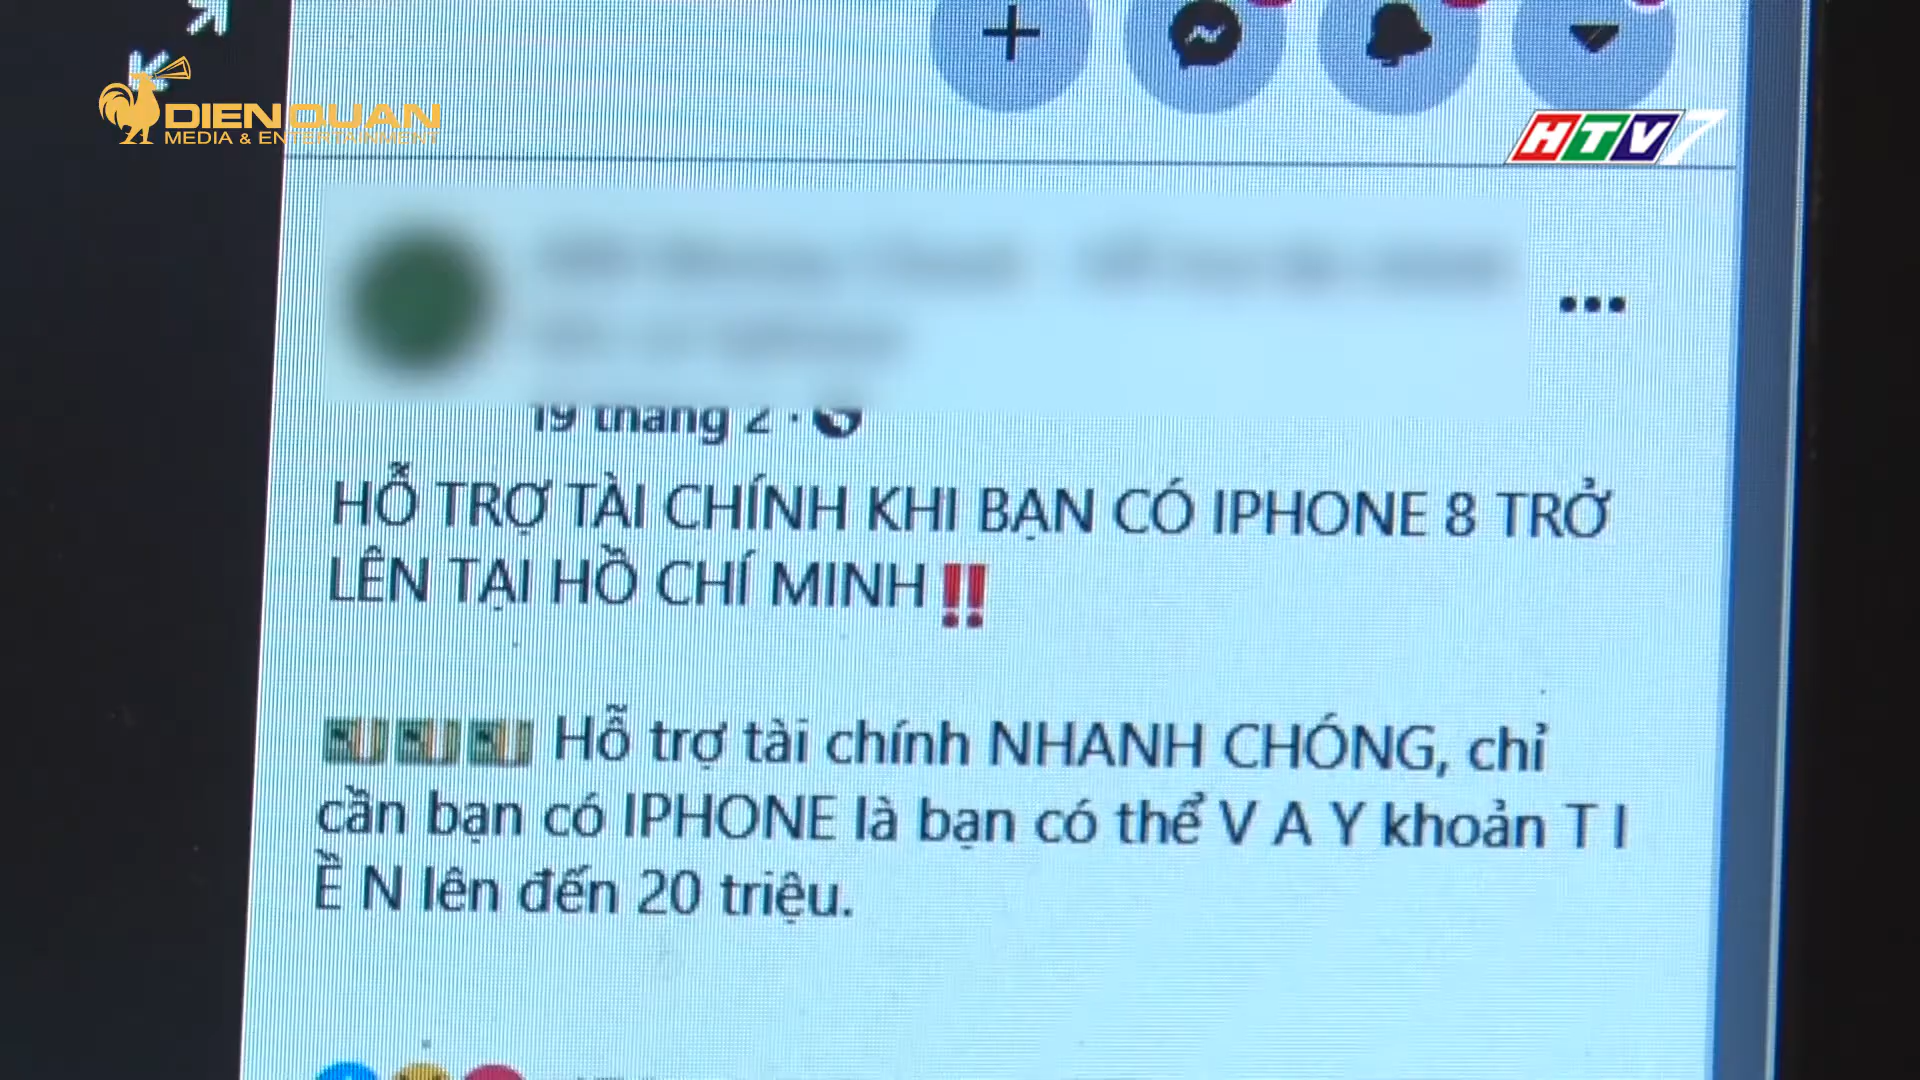 DIEN QUAN
MEDIA & ENTERTAINMENT
HTV7
19 tháng 2 ·
HỖ TRỢ TÀI CHÍNH KHI BẠN CÓ IPHONE 8 TRỞ
LÊN TẠI HỒ CHÍ MINH‼
💵💵💵 Hỗ trợ tài chính NHANH CHÓNG, chỉ
cần bạn có IPHONE là bạn có thể V A Y khoản T I
Ề N lên đến 20 triệu.